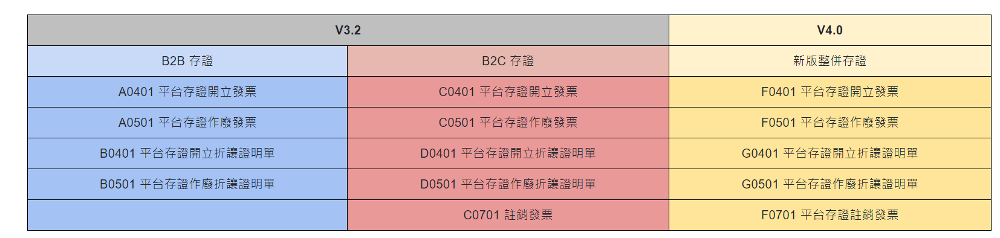 V3.2 V4.0
B2B 存證 B2C 存證 新版整併存證
A0401 平台存證開立發票 C0401 平台存證開立發票 F0401 平台存證開立發票
A0501 平台存證作廢發票 C0501 平台存證作廢發票 F0501 平台存證作廢發票
B0401 平台存證開立折讓證明單 D0401 平台存證開立折讓證明單 G0401 平台存證開立折讓證明單
B0501 平台存證作廢折讓證明單 D0501 平台存證作廢折讓證明單 G0501 平台存證作廢折讓證明單
C0701 註銷發票 F0701 平台存證註銷發票